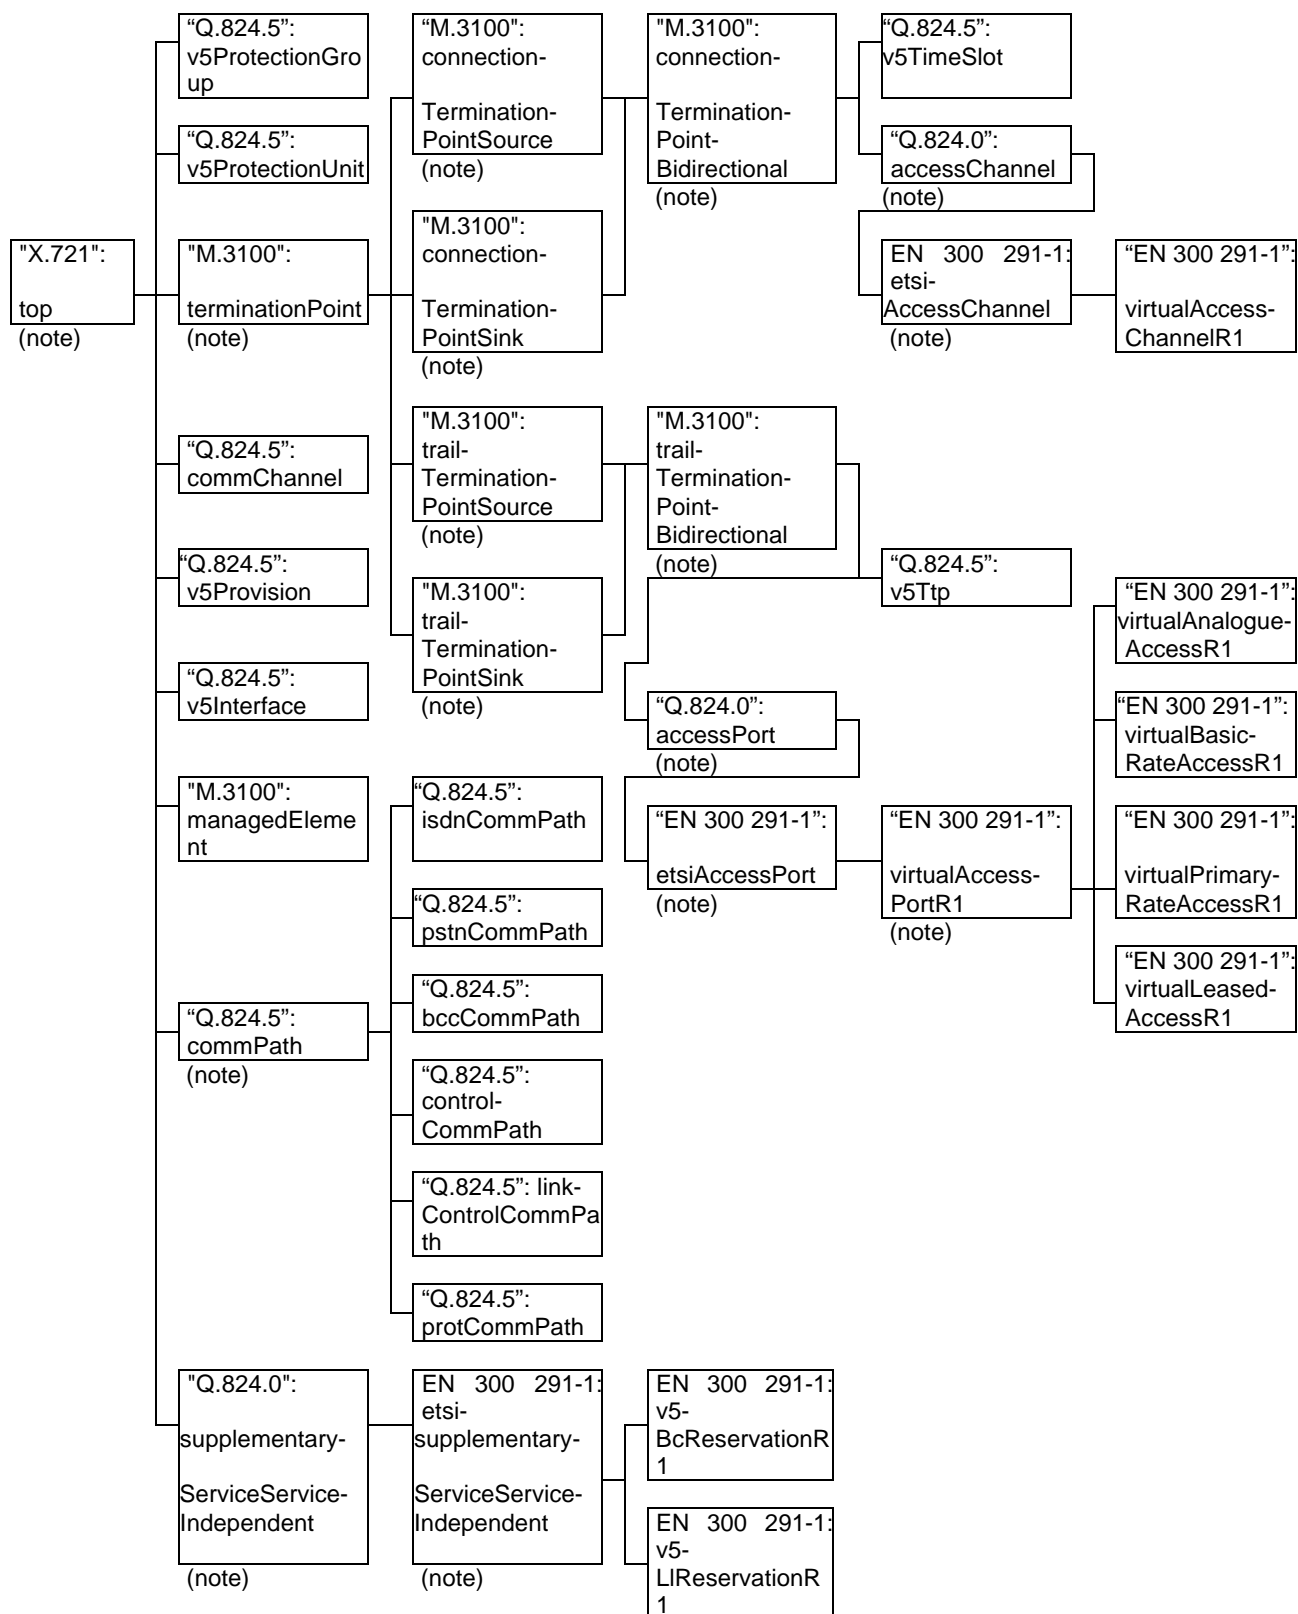 “Q.824.5”:
v5ProtectionGro
up
“Q.824.5”:
v5ProtectionUnit
"X.721":
top
(note)
"M.3100":
terminationPoint
(note)
“Q.824.5”:
commChannel
“Q.824.5”:
v5Provision
“Q.824.5”:
v5Interface
"M.3100":
managedEleme
nt
“Q.824.5”:
commPath
(note)
"Q.824.0":
supplementary-
ServiceService-
Independent
(note)
“M.3100":
connection-
Termination-
PointSource
(note)
"M.3100":
connection-
Termination-
PointSink
(note)
"M.3100":
trail-
Termination-
PointSource
(note)
"M.3100":
trail-
Termination-
PointSink
(note)
“Q.824.5”:
isdnCommPath
“Q.824.5”:
pstnCommPath
“Q.824.5”:
bccCommPath
“Q.824.5”:
control-
CommPath
“Q.824.5”: link-
ControlCommPa
th
“Q.824.5”:
protCommPath
EN 300 291-1:
etsi-
supplementary-
ServiceService-
Independent
(note)
"M.3100":
connection-
Termination-
Point-
Bidirectional
(note)
"M.3100":
trail-
Termination-
Point-
Bidirectional
(note)
“Q.824.0”:
accessPort
(note)
“EN 300 291-1”:
etsiAccessPort
(note)
EN 300 291-1:
v5-
BcReservationR
1
EN 300 291-1:
v5-
LlReservationR
1
“Q.824.5”:
v5TimeSlot
“Q.824.0”:
accessChannel
(note)
EN 300 291-1:
etsi-
AccessChannel
(note)
“Q.824.5”:
v5Ttp
“EN 300 291-1”:
virtualAccess-
PortR1
(note)
“EN 300 291-1”:
virtualAccess-
ChannelR1
“EN 300 291-1”:
virtualAnalogue-
AccessR1
“EN 300 291-1”:
virtualBasic-
RateAccessR1
“EN 300 291-1”:
virtualPrimary-
RateAccessR1
“EN 300 291-1”:
virtualLeased-
AccessR1